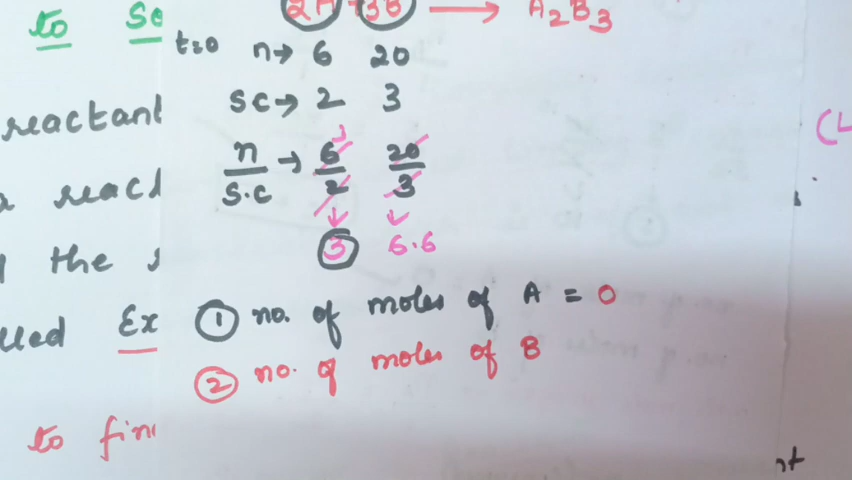 to
2A + 3B → A₂B₃
t=0 n→ 6 20
reactant
sc→ 2 3
n/s.c → 6/2 20/3
a
3 6.6
the
① no. of moles of A = 0
Ex
② no. of moles of B
to